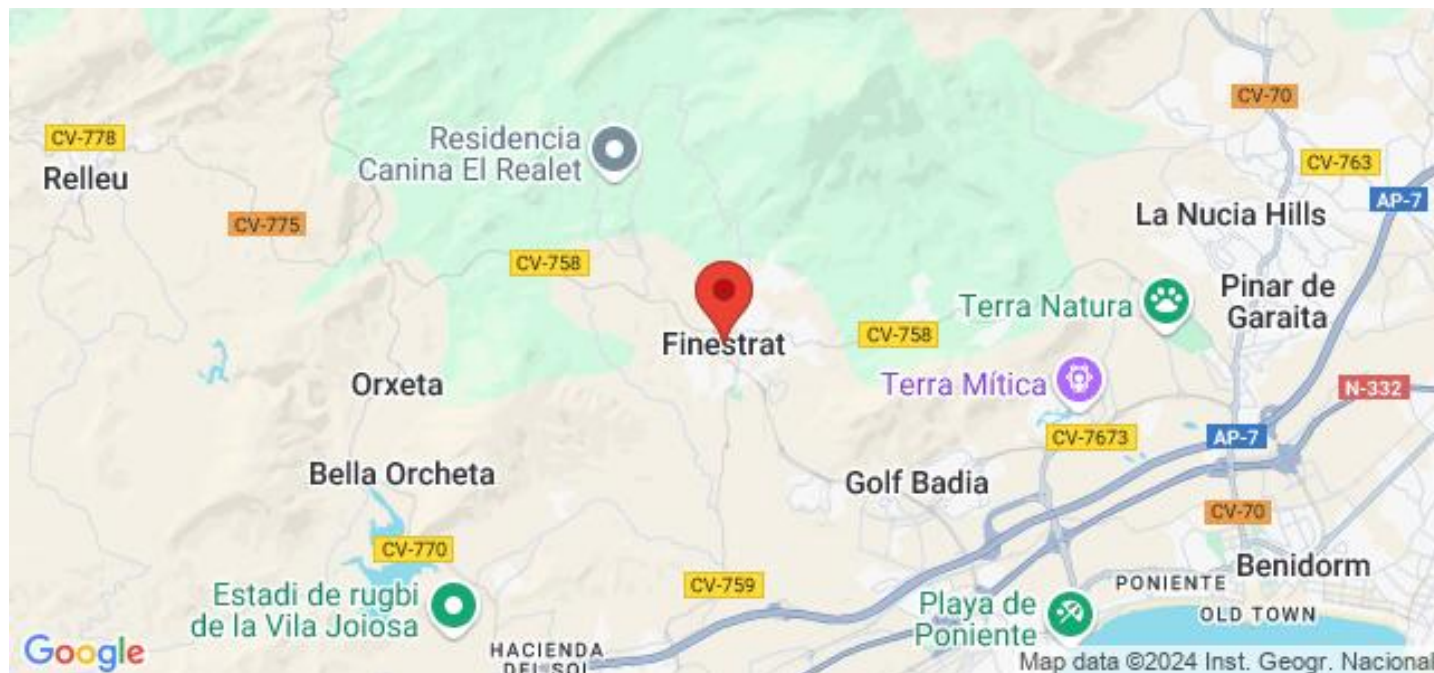 CV-70
CV-778
Residencia
Canina El Realet
CV-763
Relleu
AP-7
La Nucia Hills
CV-775
CV-758
Pinar de
Garaita
Terra Natura
CV-758
Finestrat
Orxeta
Terra Mítica
N-332
CV-7673
AP-7
Bella Orcheta
Golf Badia
CV-70
CV-770
Benidorm
CV-759
PONIENTE
Estadi de rugbi
de la Vila Joiosa
Playa de
Poniente
OLD TOWN
HACIENDA
DEL SOL
Google
Map data ©2024 Inst. Geogr. Nacional